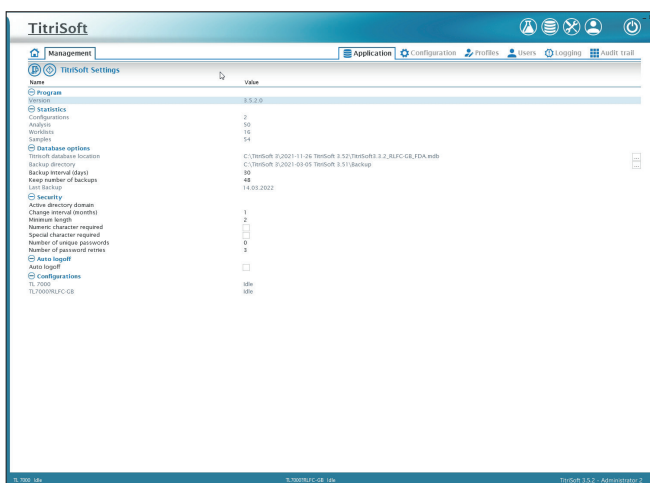 TitriSoft
Management
Application Configuration Profiles Users Logging Audit trail
TitriSoft Settings
Name Value
Program
Version 3.5.2.0
Statistics
Configurations 2
Analysis 50
Worklists 16
Samples 54
Database options
Titrisoft database location C:\TitriSoft 3\2021-11-26 TitriSoft 3.52\TitriSoft3.3.2_RLFC-GB_FDA.mdb ...
Backup directory C:\TitriSoft 3\2021-03-05 TitriSoft 3.51\Backup ...
Backup Interval (days) 30
Keep number of backups 48
Last Backup 14.03.2022
Security
Active directory domain
Change interval (months) 1
Minimum length 2
Numeric character required
Special character required
Number of unique passwords 0
Number of password retries 3
Auto logoff
Auto logoff
Configurations
TL 7000 Idle
TL7000?RLFC-GB Idle
TL 7000 Idle TL7000?RLFC-GB Idle TitriSoft 3.5.2 - Administrator 2